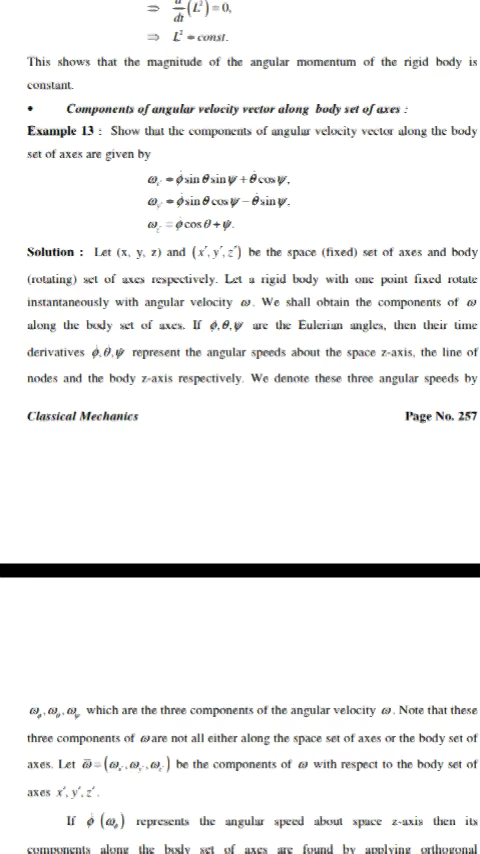 ⇒ d/dt (L²) = 0,
⇒ L² = const.
This shows that the magnitude of the angular momentum of the rigid body is
constant.
• Components of angular velocity vector along body set of axes :
Example 13 : Show that the components of angular velocity vector along the body
set of axes are given by
ω_x′ = φ̇ sin θ sin ψ + θ̇ cos ψ,
ω_y′ = φ̇ sin θ cos ψ − θ̇ sin ψ,
ω_z′ = φ̇ cos θ + ψ̇.
Solution : Let (x, y, z) and (x′, y′, z′) be the space (fixed) set of axes and body
(rotating) set of axes respectively. Let a rigid body with one point fixed rotate
instantaneously with angular velocity ω. We shall obtain the components of ω
along the body set of axes. If φ, θ, ψ are the Eulerian angles, then their time
derivatives φ̇, θ̇, ψ̇ represent the angular speeds about the space z-axis, the line of
nodes and the body z-axis respectively. We denote these three angular speeds by
Classical Mechanics Page No. 257
ω_φ, ω_θ, ω_ψ which are the three components of the angular velocity ω. Note that these
three components of ω are not all either along the space set of axes or the body set of
axes. Let ω̄ = (ω_x′, ω_y′, ω_z′) be the components of ω with respect to the body set of
axes x′, y′, z′.
If φ̇ (ω_φ) represents the angular speed about space z-axis then its
components along the body set of axes are found by applying orthogonal